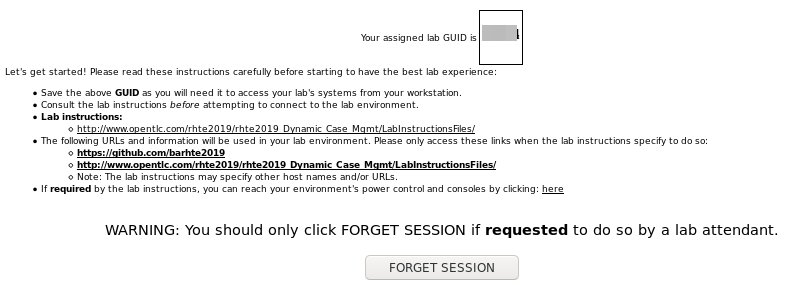 Your assigned lab GUID is
Let's get started! Please read these instructions carefully before starting to have the best lab experience:
Save the above GUID as you will need it to access your lab's systems from your workstation.
Consult the lab instructions before attempting to connect to the lab environment.
Lab instructions:
http://www.opentlc.com/rhte2019/rhte2019_Dynamic_Case_Mgmt/LabInstructionsFiles/
The following URLs and information will be used in your lab environment. Please only access these links when the lab instructions specify to do so:
https://github.com/barhte2019
http://www.opentlc.com/rhte2019/rhte2019_Dynamic_Case_Mgmt/LabInstructionsFiles/
Note: The lab instructions may specify other host names and/or URLs.
If required by the lab instructions, you can reach your environment's power control and consoles by clicking: here
WARNING: You should only click FORGET SESSION if requested to do so by a lab attendant.
FORGET SESSION